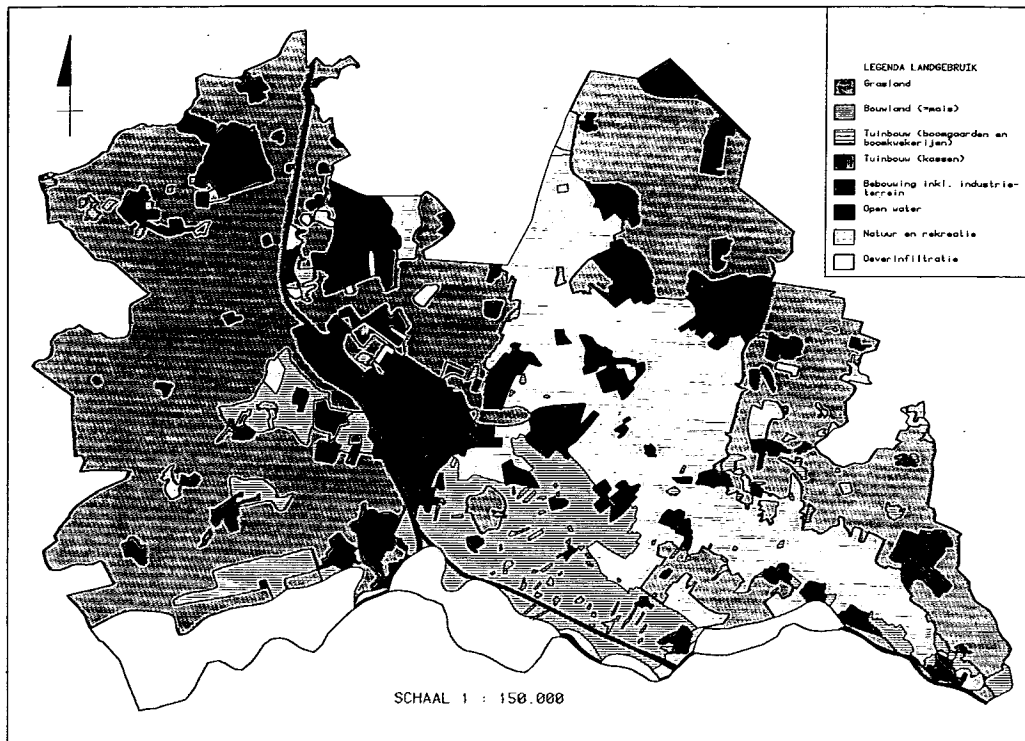 LEGENDA LANDGEBRUIK
Grasland
Bouwland (=mais)
Tuinbouw (boomgaarden en
boomkwekerijen)
Tuinbouw (kassen)
Bebouwing inkl. industrie-
terrein
Open water
Natuur en rekreatie
Oeverinfiltratie
SCHAAL 1 : 150.000